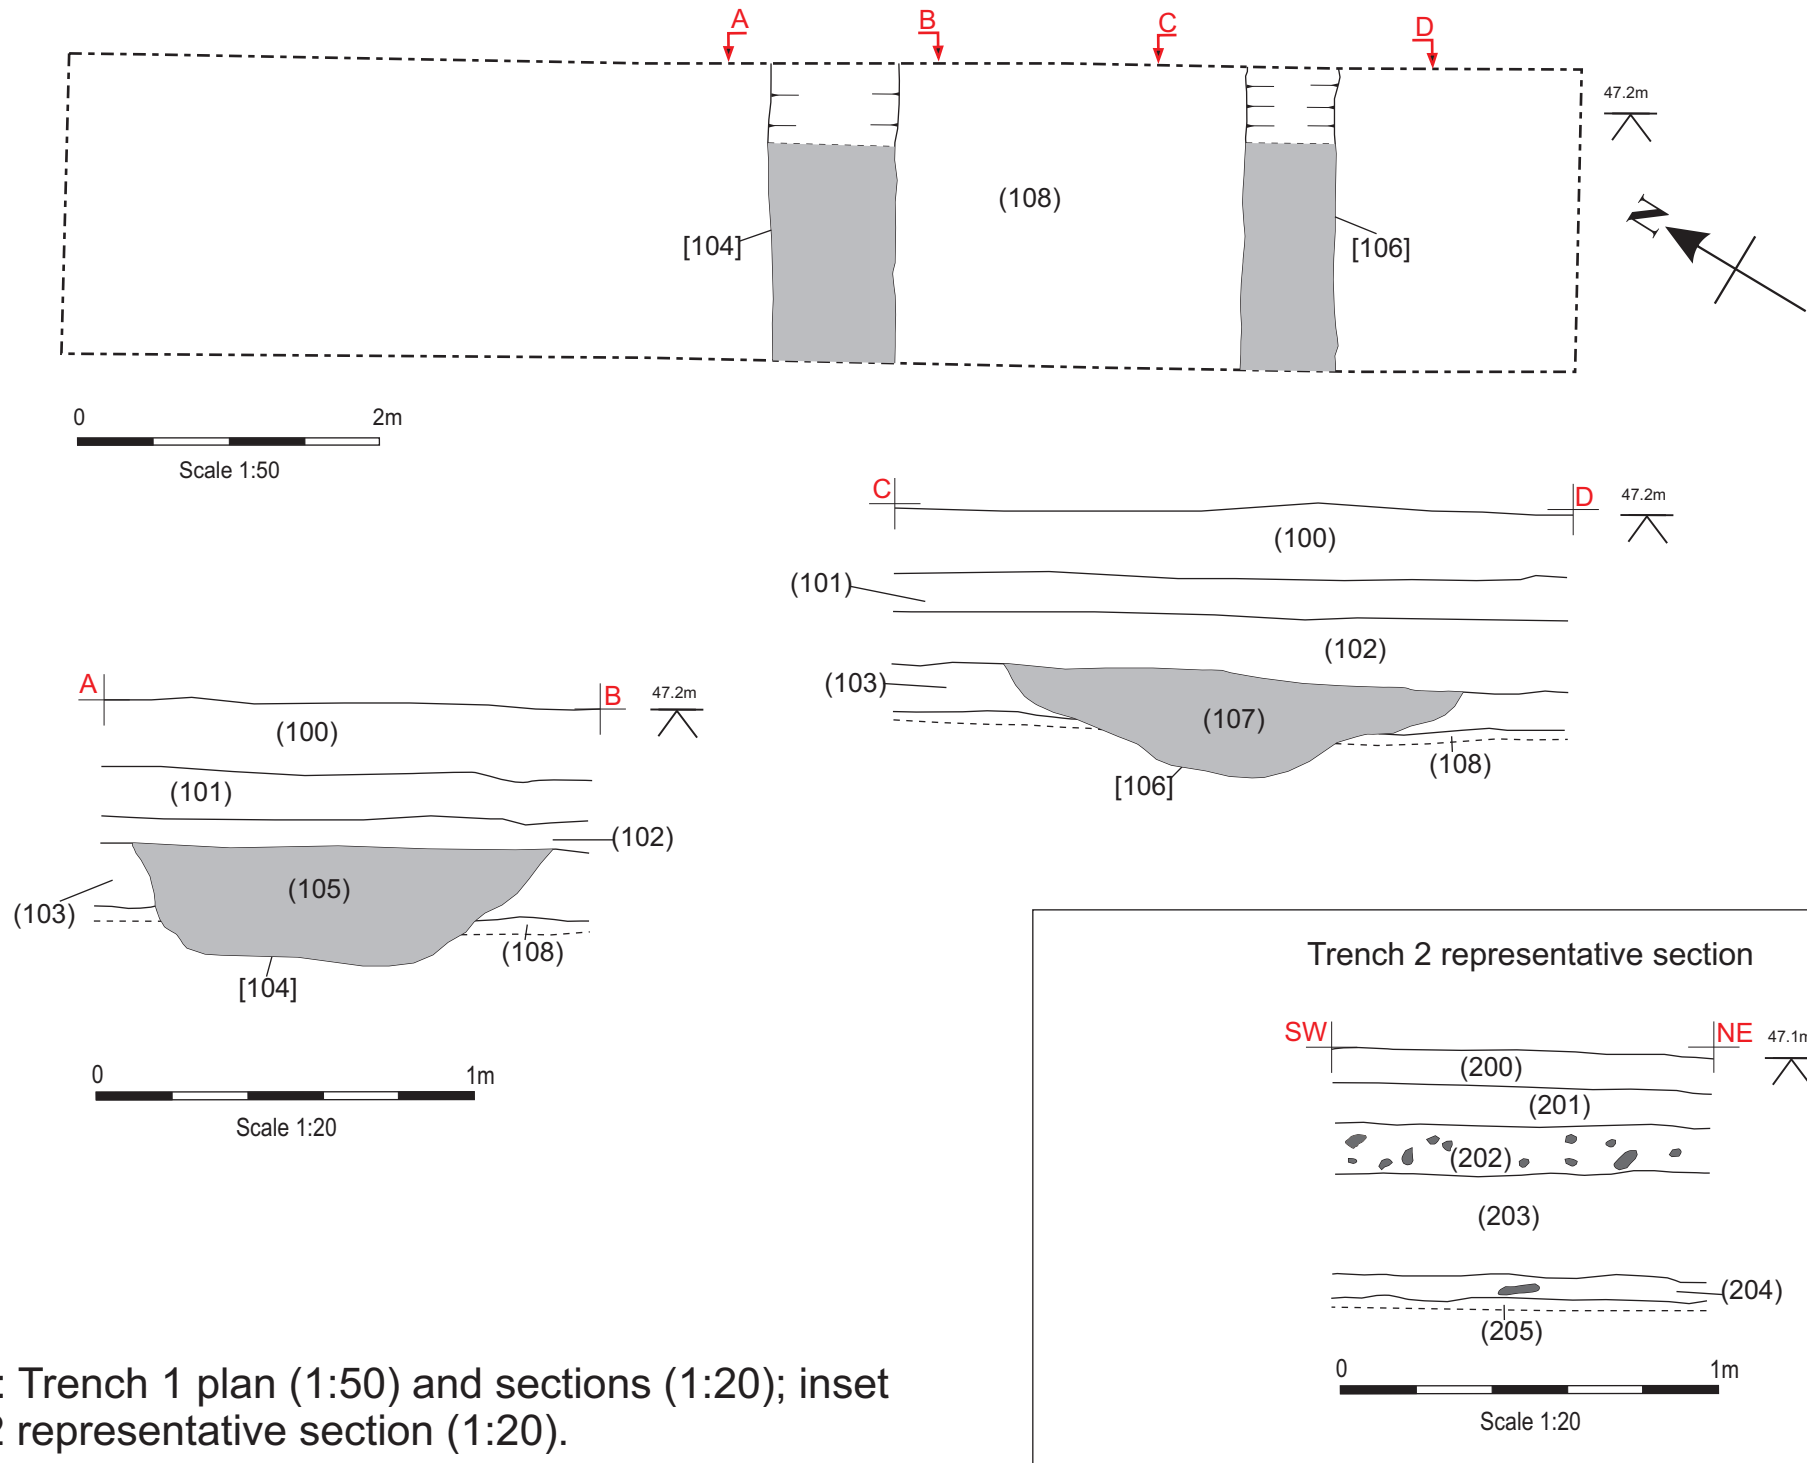 A
B
C
D
47.2m
(108)
[104]
[106]
N
0
2m
Scale 1:50
C
D
47.2m
(100)
(101)
(102)
(103)
(107)
(108)
[106]
A
B
47.2m
(100)
(101)
(102)
(105)
(103)
(108)
[104]
0
1m
Scale 1:20
Trench 2 representative section
SW
NE
47.1m
(200)
(201)
(202)
(203)
(204)
(205)
0
1m
Scale 1:20
: Trench 1 plan (1:50) and sections (1:20); inset
2 representative section (1:20).